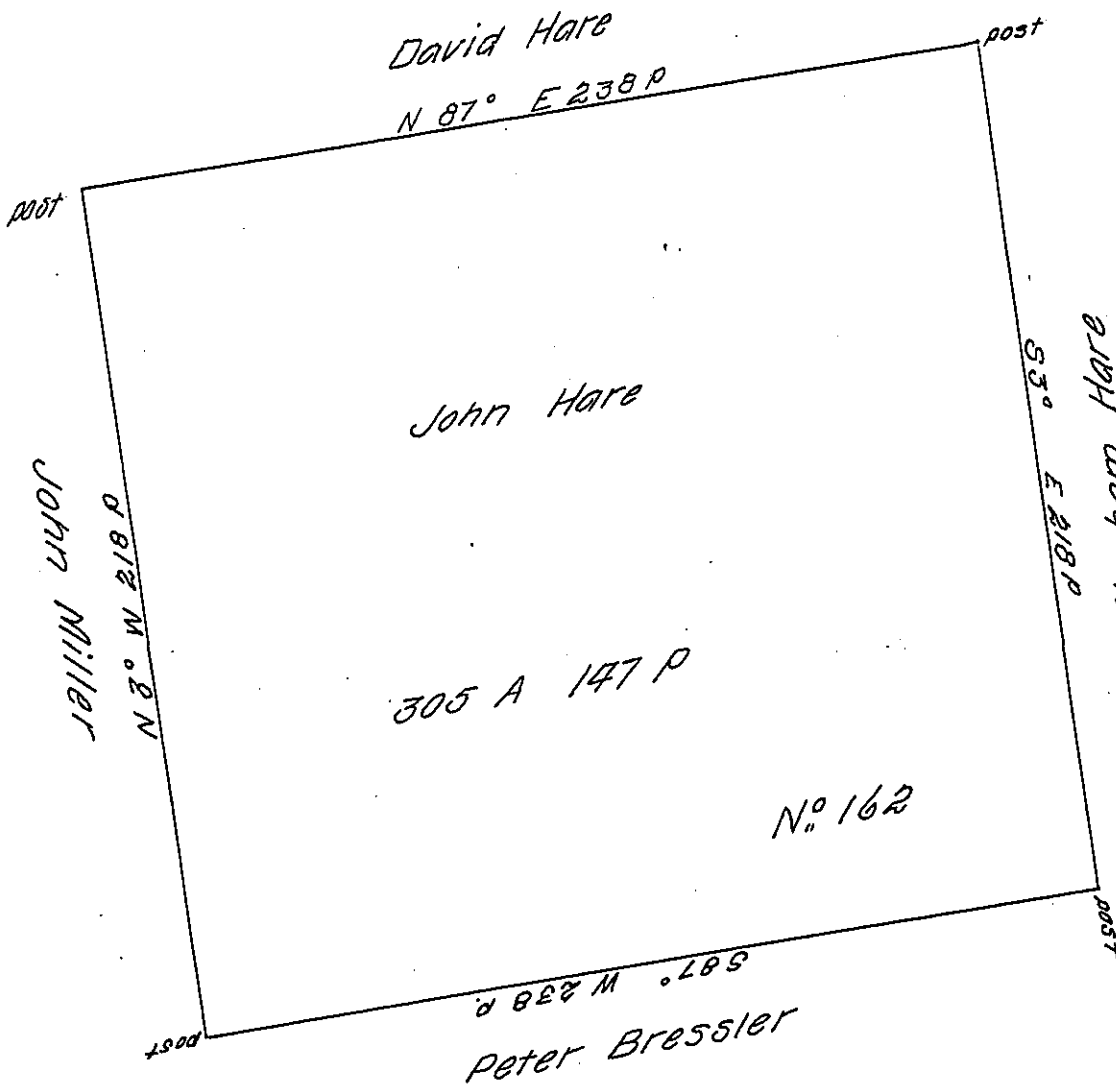 David Hare
post
N 87° E 238 P
post
Hare
S 3° E 218 P
John Hare
John Miller
N 3° W 218 P
305 A 147 P
No. 162
post
S 87° W 238 P.
post
Peter Bressler